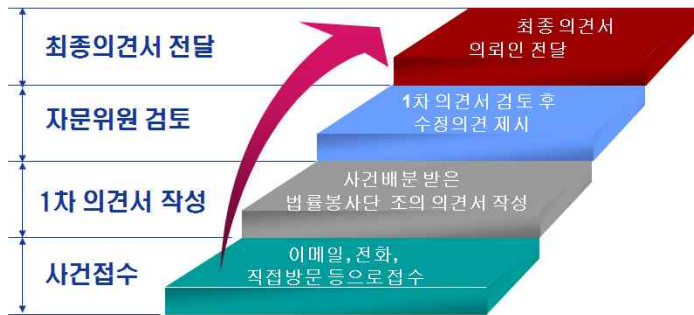 최종의견서 전달
최종의견서
의뢰인 전달
자문위원 검토
1차 의견서 검토 후
수정의견 제시
1차 의견서 작성
사건배분 받은
법률봉사단 조의 의견서 작성
사건접수
이메일, 전화,
직접방문 등으로 접수